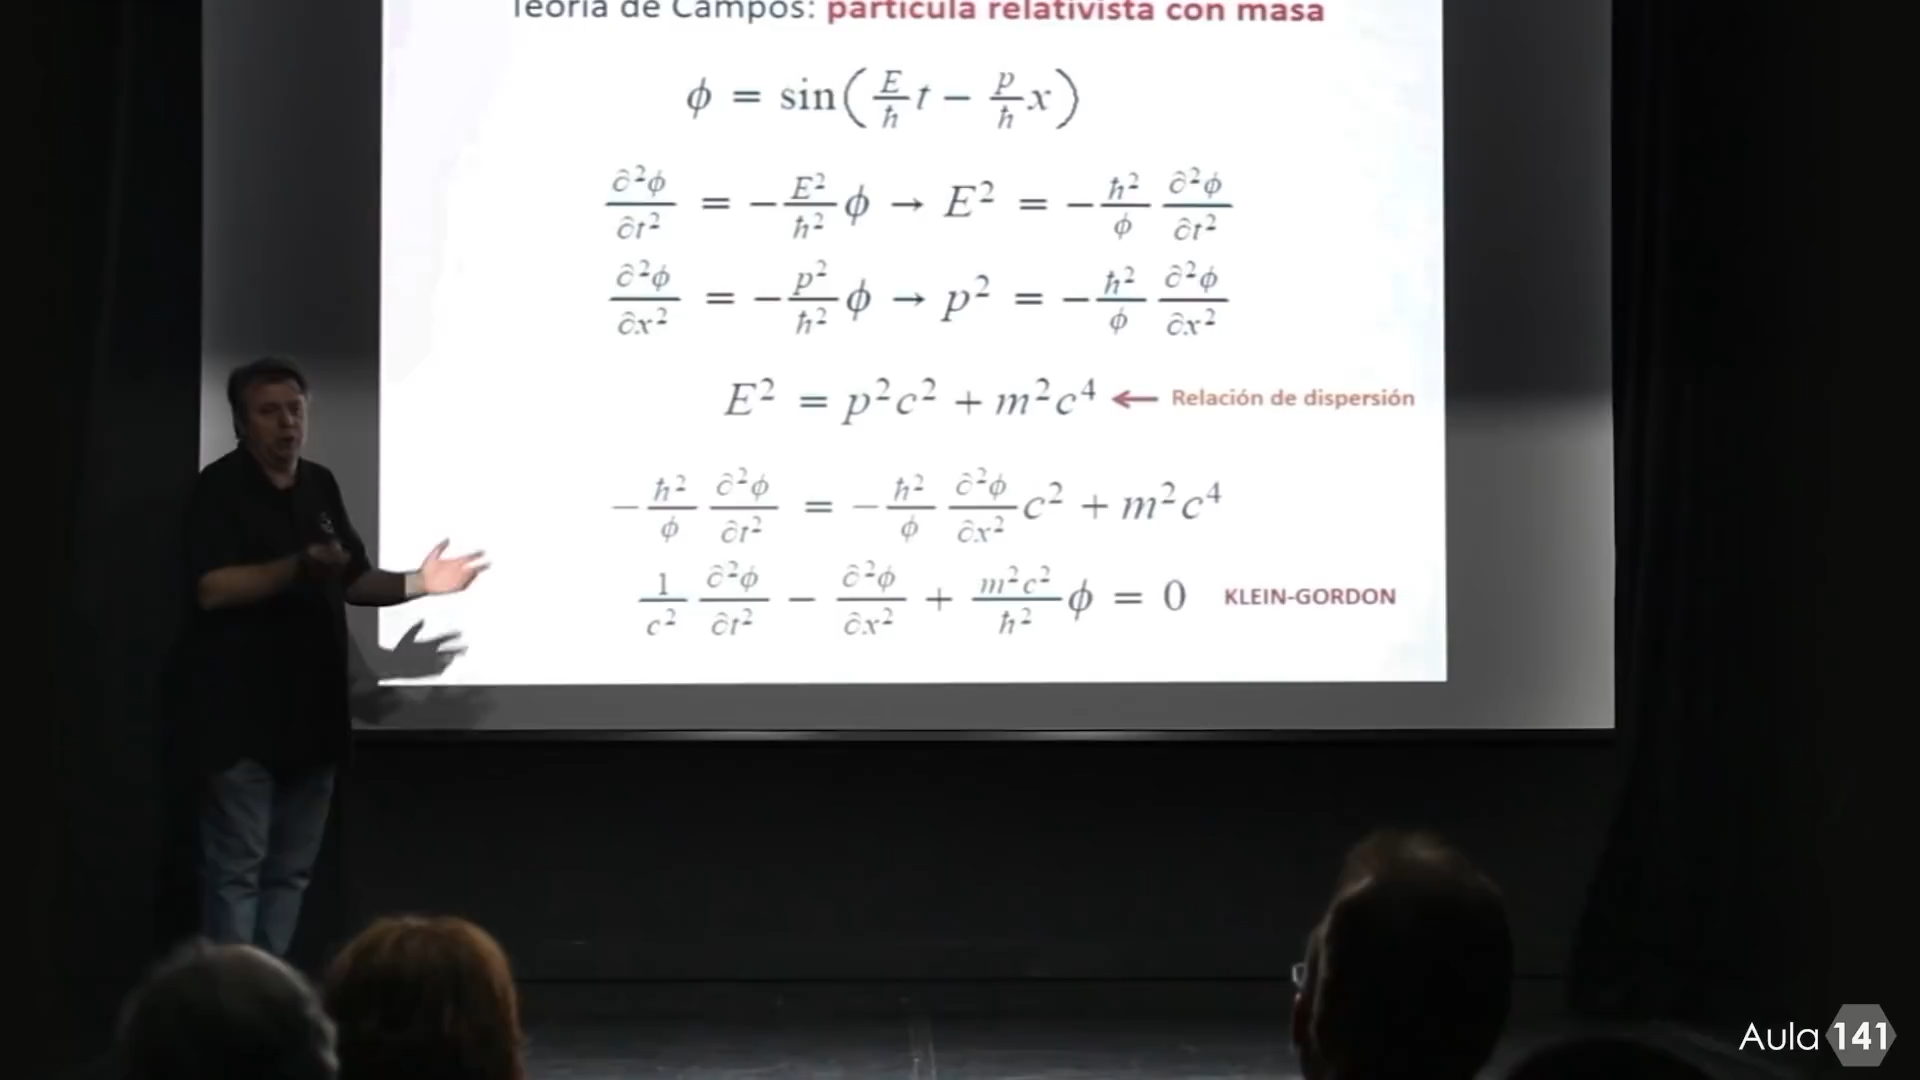 Teoría de Campos: partícula relativista con masa
ϕ = sin(E/ħ t − p/ħ x)
∂²ϕ/∂t² = −E²/ħ² ϕ → E² = −ħ²/ϕ ∂²ϕ/∂t²
∂²ϕ/∂x² = −p²/ħ² ϕ → p² = −ħ²/ϕ ∂²ϕ/∂x²
E² = p²c² + m²c⁴ ← Relación de dispersión
−ħ²/ϕ ∂²ϕ/∂t² = −ħ²/ϕ ∂²ϕ/∂x² c² + m²c⁴
1/c² ∂²ϕ/∂t² − ∂²ϕ/∂x² + m²c²/ħ² ϕ = 0 KLEIN-GORDON
Aula 141